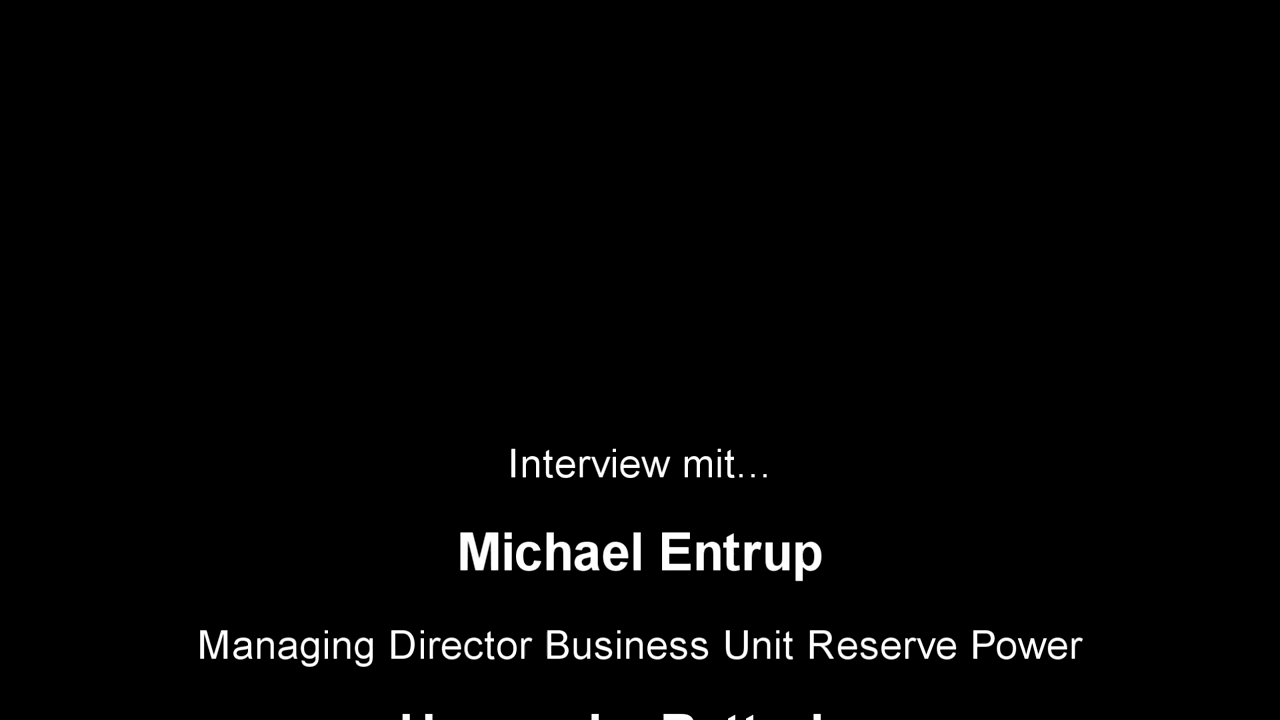 Interview mit...
Michael Entrup
Managing Director Business Unit Reserve Power